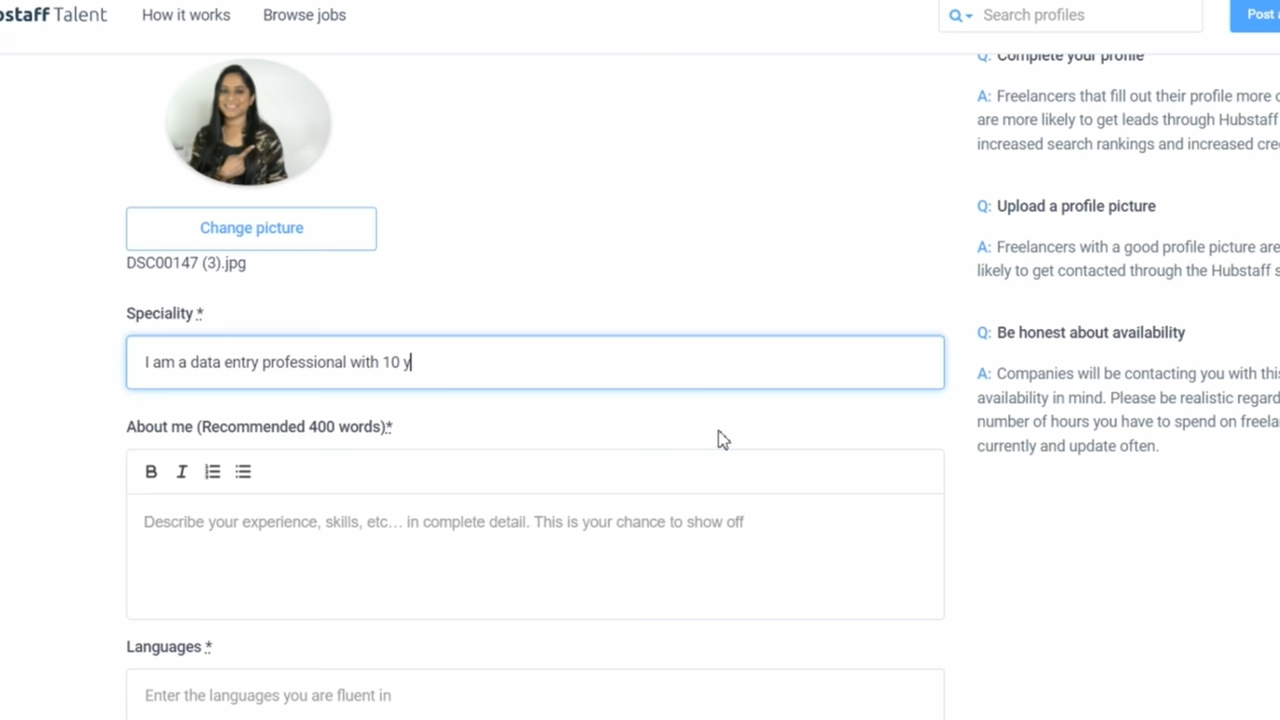 bstaff Talent
How it works
Browse jobs
Search profiles
Post a
Change picture
DSC00147 (3).jpg
Speciality *
I am a data entry professional with 10 y
About me (Recommended 400 words)*
B I
Describe your experience, skills, etc... in complete detail. This is your chance to show off
Languages *
Enter the languages you are fluent in
Q: Complete your profile
A: Freelancers that fill out their profile more
are more likely to get leads through Hubstaff
increased search rankings and increased cre
Q: Upload a profile picture
A: Freelancers with a good profile picture are
likely to get contacted through the Hubstaff s
Q: Be honest about availability
A: Companies will be contacting you with this
availability in mind. Please be realistic regard
number of hours you have to spend on freela
currently and update often.